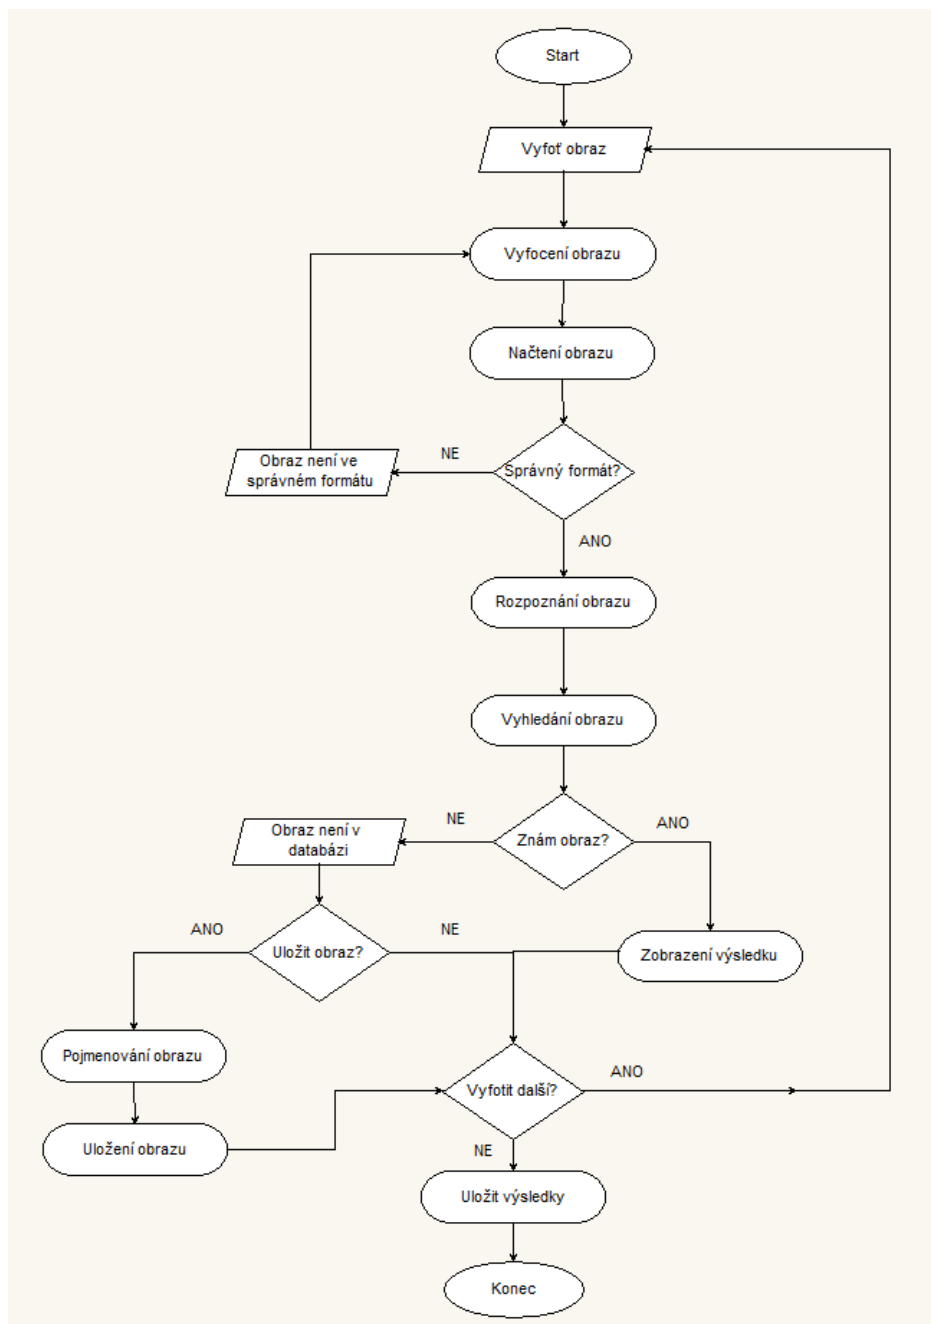 Start
Vyfoť obraz
Vyfocení obrazu
Načtení obrazu
NE
Obraz není ve
správném formátu
Správný formát?
ANO
Rozpoznání obrazu
Vyhledání obrazu
NE
ANO
Obraz není v
databázi
Znám obraz?
ANO
NE
Uložit obraz?
Zobrazení výsledku
Pojmenování obrazu
Vyfotit další?
ANO
Uložení obrazu
NE
Uložit výsledky
Konec